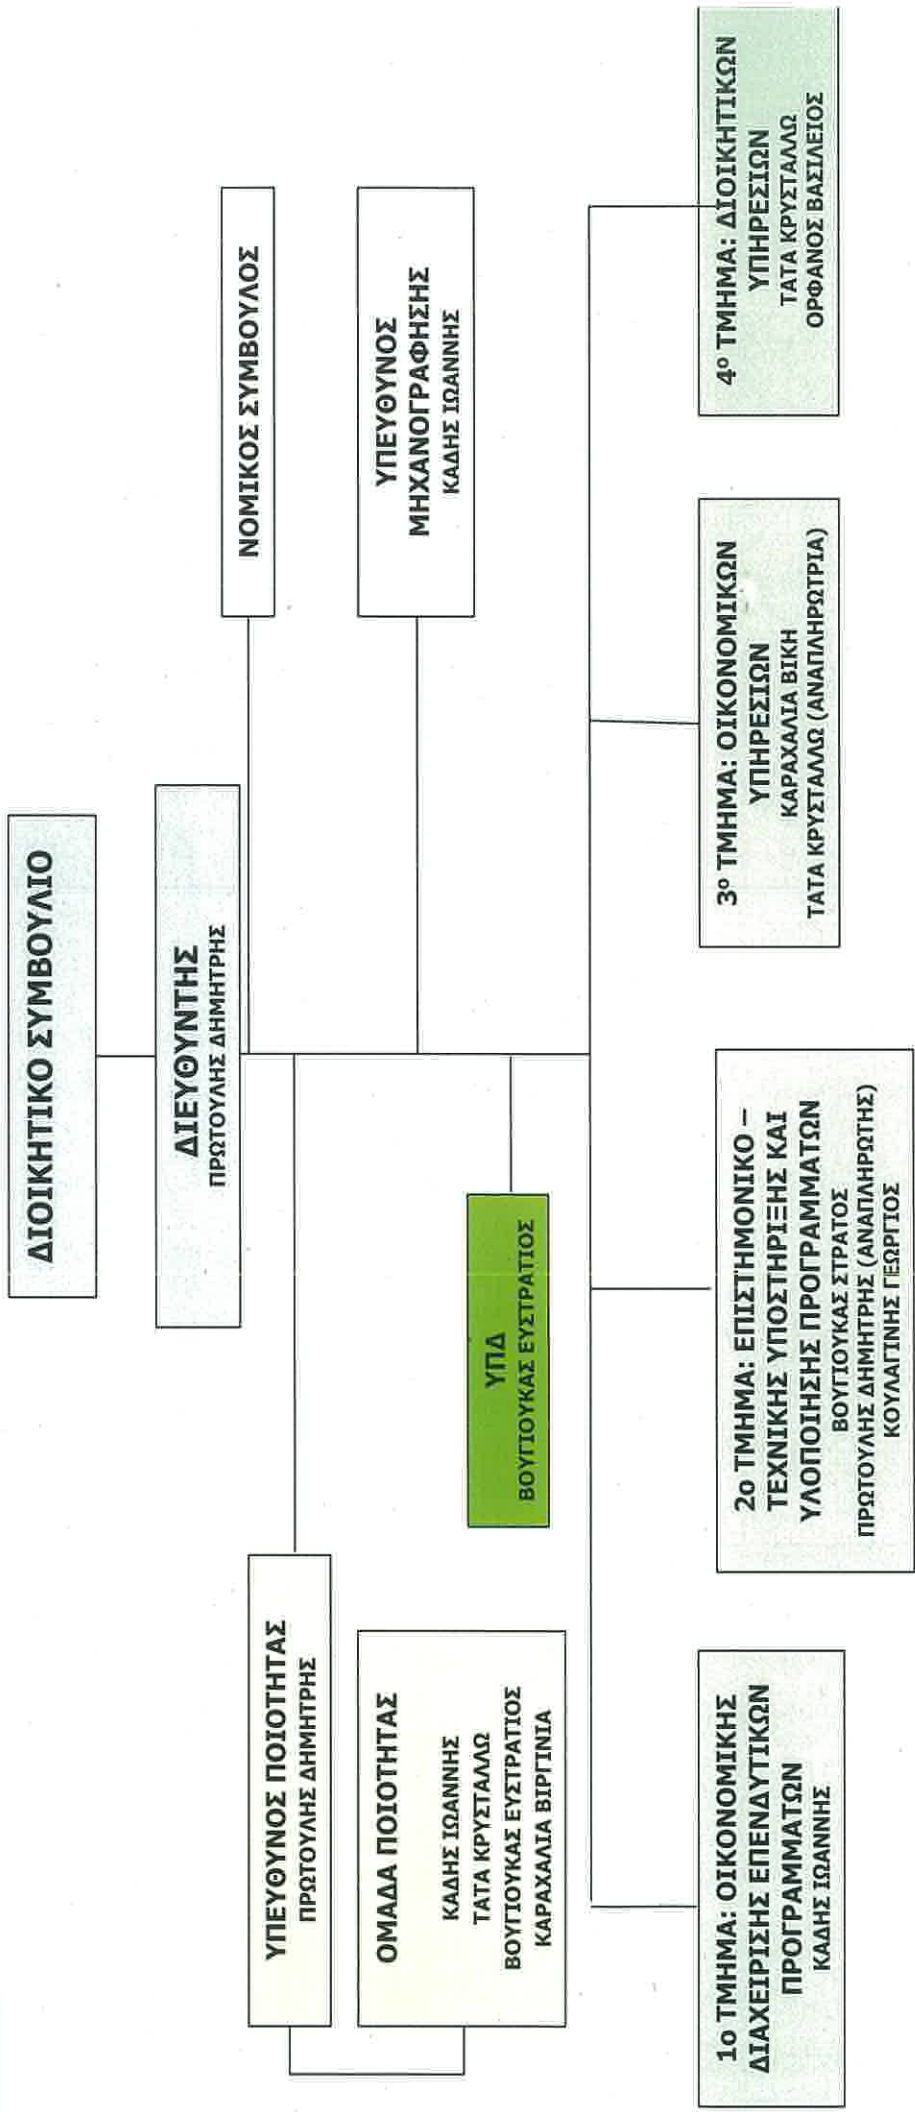 ΔΙΟΙΚΗΤΙΚΟ ΣΥΜΒΟΥΛΙΟ
ΔΙΕΥΘΥΝΤΗΣ
ΠΡΩΤΟΥΛΗΣ ΔΗΜΗΤΡΗΣ
ΝΟΜΙΚΟΣ ΣΥΜΒΟΥΛΟΣ
ΥΠΕΥΘΥΝΟΣ ΠΟΙΟΤΗΤΑΣ
ΠΡΩΤΟΥΛΗΣ ΔΗΜΗΤΡΗΣ
ΥΠΕΥΘΥΝΟΣ
ΜΗΧΑΝΟΓΡΑΦΗΣΗΣ
ΚΑΔΗΣ ΙΩΑΝΝΗΣ
ΟΜΑΔΑ ΠΟΙΟΤΗΤΑΣ
ΚΑΔΗΣ ΙΩΑΝΝΗΣ
ΤΑΤΑ ΚΡΥΣΤΑΛΛΩ
ΒΟΥΓΙΟΥΚΑΣ ΕΥΣΤΡΑΤΙΟΣ
ΚΑΡΑΧΑΛΙΑ ΒΙΡΓΙΝΙΑ
ΥΠΔ
ΒΟΥΓΙΟΥΚΑΣ ΕΥΣΤΡΑΤΙΟΣ
1ο ΤΜΗΜΑ: ΟΙΚΟΝΟΜΙΚΗΣ
ΔΙΑΧΕΙΡΙΣΗΣ ΕΠΕΝΔΥΤΙΚΩΝ
ΠΡΟΓΡΑΜΜΑΤΩΝ
ΚΑΔΗΣ ΙΩΑΝΝΗΣ
2ο ΤΜΗΜΑ: ΕΠΙΣΤΗΜΟΝΙΚΟ –
ΤΕΧΝΙΚΗΣ ΥΠΟΣΤΗΡΙΞΗΣ ΚΑΙ
ΥΛΟΠΟΙΗΣΗΣ ΠΡΟΓΡΑΜΜΑΤΩΝ
ΒΟΥΓΙΟΥΚΑΣ ΣΤΡΑΤΟΣ
ΠΡΩΤΟΥΛΗΣ ΔΗΜΗΤΡΗΣ (ΑΝΑΠΛΗΡΩΤΗΣ)
ΚΟΥΛΑΓΙΝΗΣ ΓΕΩΡΓΙΟΣ
3º ΤΜΗΜΑ: ΟΙΚΟΝΟΜΙΚΩΝ
ΥΠΗΡΕΣΙΩΝ
ΚΑΡΑΧΑΛΙΑ ΒΙΚΗ
ΤΑΤΑ ΚΡΥΣΤΑΛΛΩ (ΑΝΑΠΛΗΡΩΤΡΙΑ)
4º ΤΜΗΜΑ: ΔΙΟΙΚΗΤΙΚΩΝ
ΥΠΗΡΕΣΙΩΝ
ΤΑΤΑ ΚΡΥΣΤΑΛΛΩ
ΟΡΦΑΝΟΣ ΒΑΣΙΛΕΙΟΣ